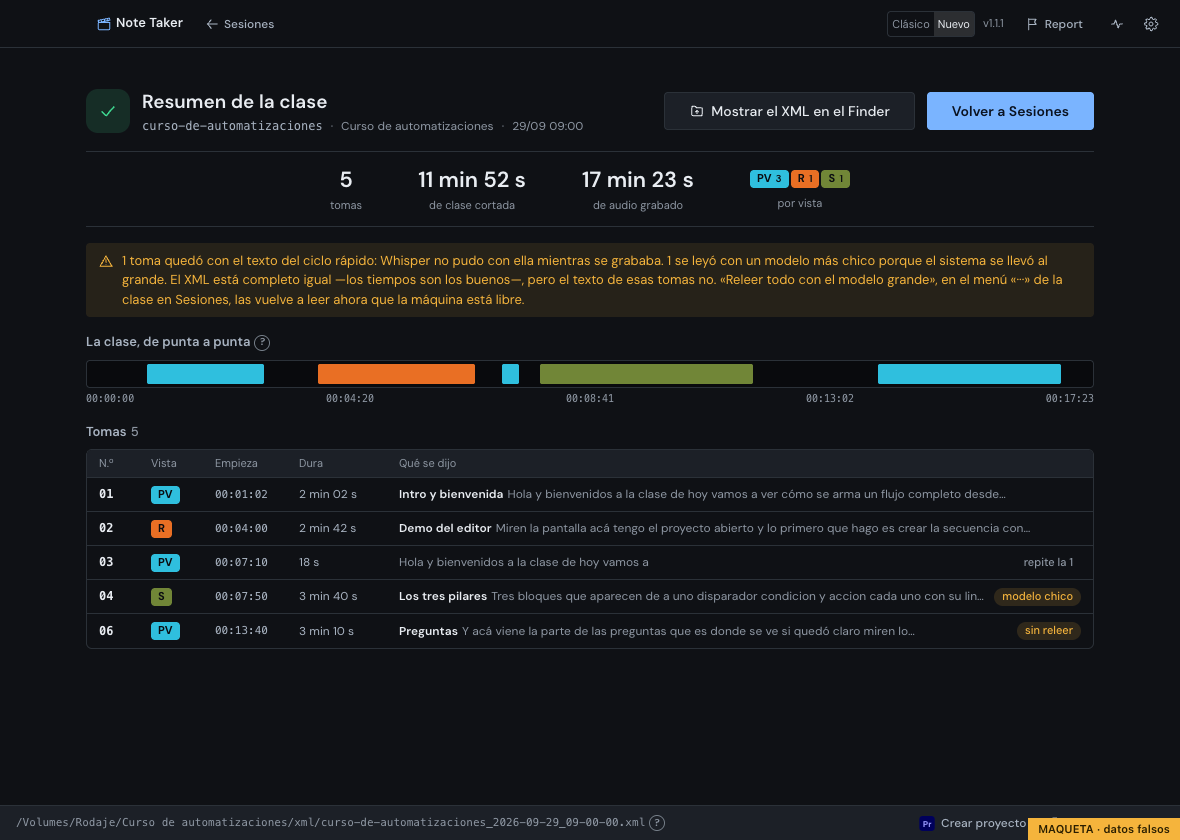 Note Taker
Sesiones
Clásico Nuevo v1.1.1 Report
Resumen de la clase
curso-de-automatizaciones · Curso de automatizaciones · 29/09 09:00
Mostrar el XML en el Finder
Volver a Sesiones
5
tomas
11 min 52 s
de clase cortada
17 min 23 s
de audio grabado
PV 3 R 1 S 1
por vista
1 toma quedó con el texto del ciclo rápido: Whisper no pudo con ella mientras se grababa. 1 se leyó con un modelo más chico porque el sistema se llevó al
grande. El XML está completo igual —los tiempos son los buenos—, pero el texto de esas tomas no. «Releer todo con el modelo grande», en el menú «···» de la
clase en Sesiones, las vuelve a leer ahora que la máquina está libre.
La clase, de punta a punta ?
00:00:00 00:04:20 00:08:41 00:13:02 00:17:23
Tomas 5
N.º Vista Empieza Dura Qué se dijo
01 PV 00:01:02 2 min 02 s Intro y bienvenida Hola y bienvenidos a la clase de hoy vamos a ver cómo se arma un flujo completo desde…
02 R 00:04:00 2 min 42 s Demo del editor Miren la pantalla acá tengo el proyecto abierto y lo primero que hago es crear la secuencia con…
03 PV 00:07:10 18 s Hola y bienvenidos a la clase de hoy vamos a repite la 1
04 S 00:07:50 3 min 40 s Los tres pilares Tres bloques que aparecen de a uno disparador condicion y accion cada uno con su lin… modelo chico
06 PV 00:13:40 3 min 10 s Preguntas Y acá viene la parte de las preguntas que es donde se ve si quedó claro miren lo… sin releer
/Volumes/Rodaje/Curso de automatizaciones/xml/curso-de-automatizaciones_2026-09-29_09-00-00.xml ?
Pr Crear proyecto
MAQUETA · datos falsos